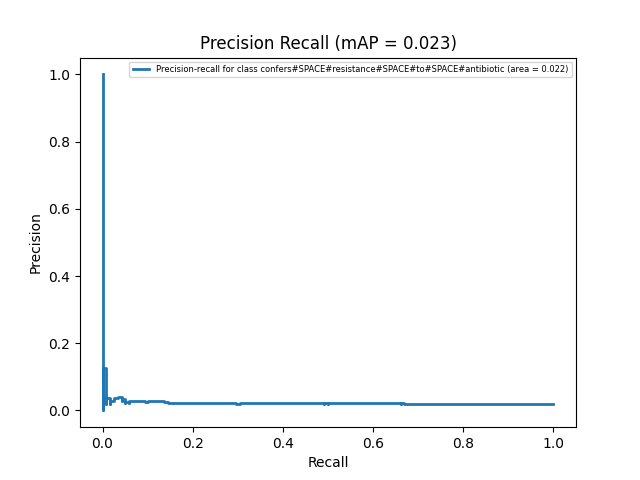 Precision Recall (mAP = 0.023)
Precision-recall for class confers#SPACE#resistance#SPACE#to#SPACE#antibiotic (area = 0.022)
1.0
0.8
0.6
0.4
0.2
0.0
Precision
0.0 0.2 0.4 0.6 0.8 1.0
Recall